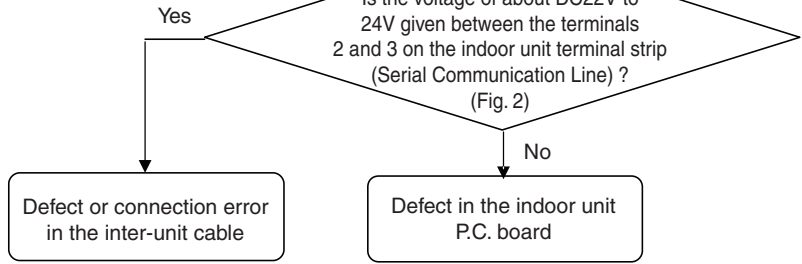 Is the voltage of about DC22V to
Yes
24V given between the terminals
2 and 3 on the indoor unit terminal strip
(Serial Communication Line) ?
(Fig. 2)
No
Defect or connection error
in the inter-unit cable
Defect in the indoor unit
P.C. board